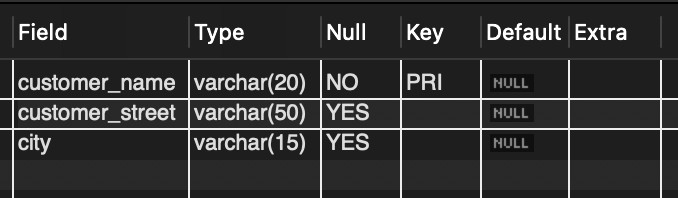 Field Type Null Key Default Extra
customer_name varchar(20) NO PRI NULL
customer_street varchar(50) YES NULL
city varchar(15) YES NULL